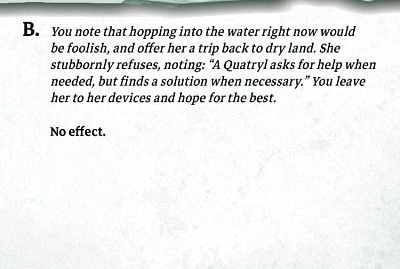 B. You note that hopping into the water right now would
be foolish, and offer her a trip back to dry land. She
stubbornly refuses, noting: “A Quatryl asks for help when
needed, but finds a solution when necessary.” You leave
her to her devices and hope for the best.
No effect.